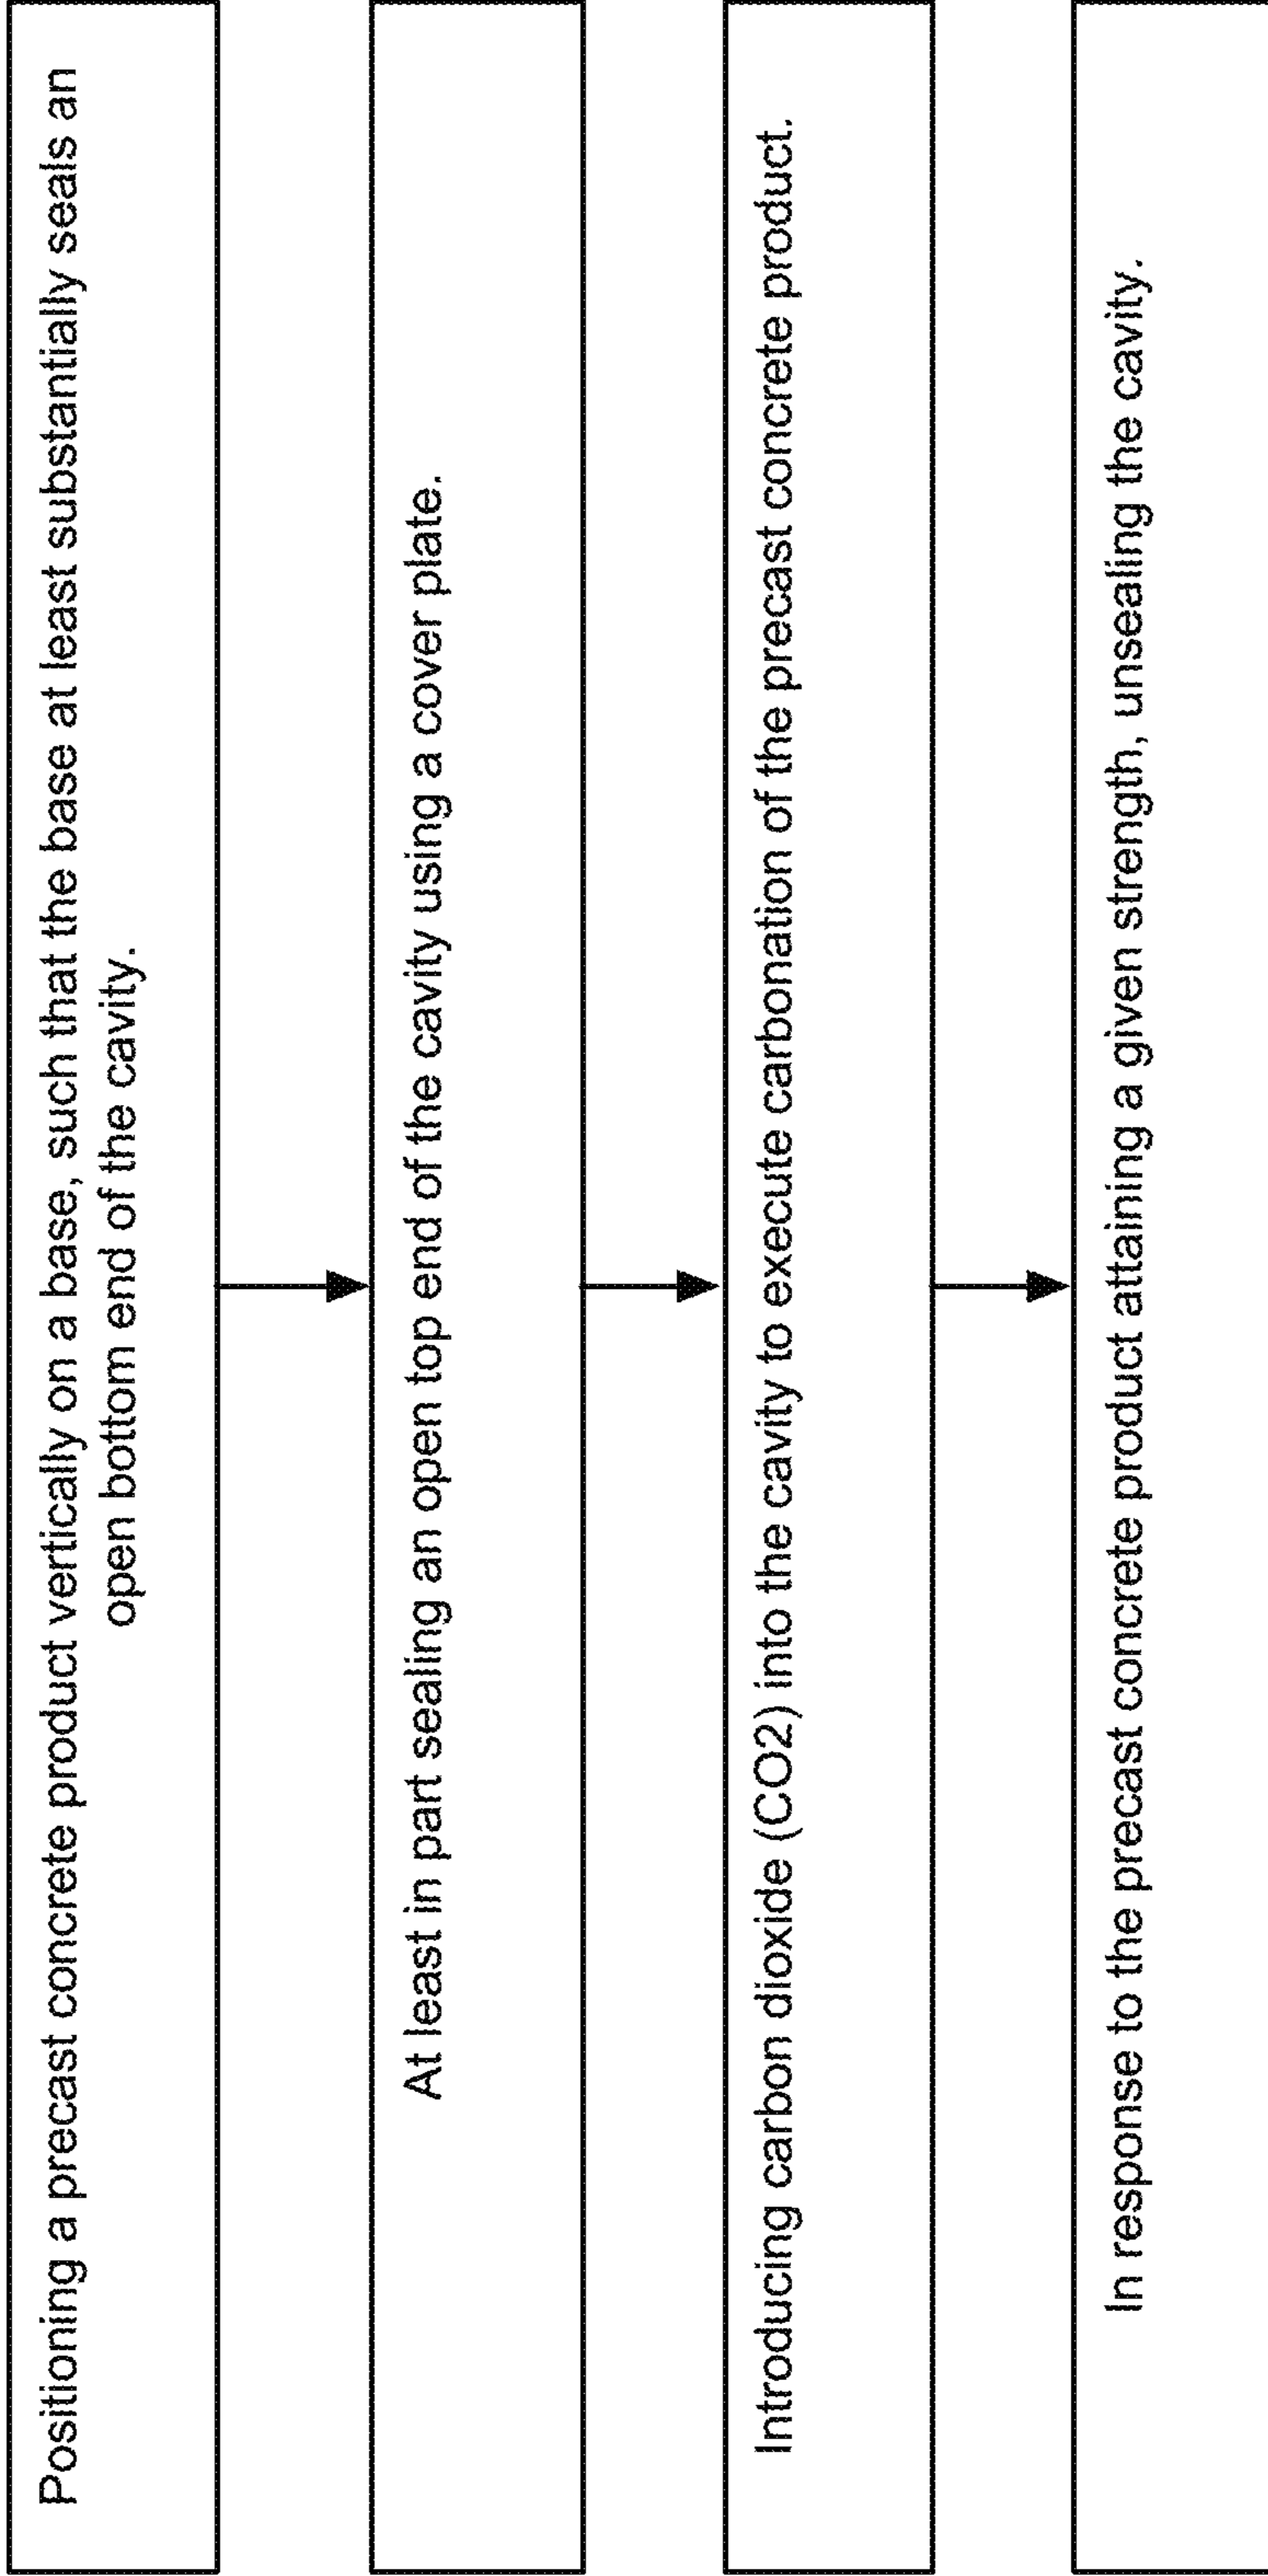 Positioning a precast concrete product vertically on a base, such that the base at least substantially seals an
open bottom end of the cavity.
At least in part sealing an open top end of the cavity using a cover plate.
Introducing carbon dioxide (CO2) into the cavity to execute carbonation of the precast concrete product.
In response to the precast concrete product attaining a given strength, unsealing the cavity.